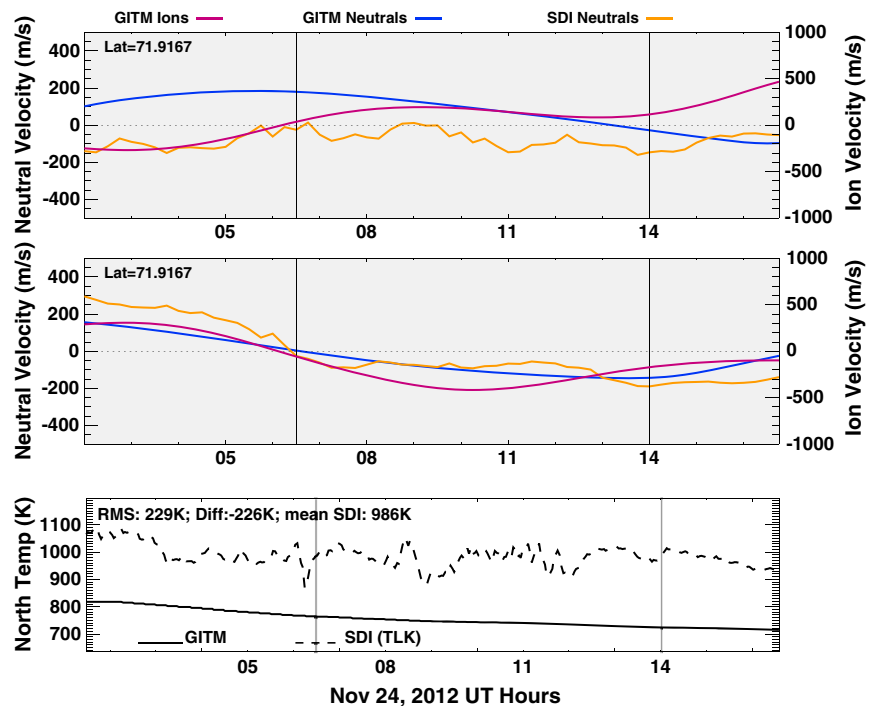 GITM Ions GITM Neutrals SDI Neutrals
Neutral Velocity (m/s)
400
200
0
-200
-400
Lat=71.9167
1000
500
0
-500
-1000
Ion Velocity (m/s)
05 08 11 14
Neutral Velocity (m/s)
400
200
0
-200
-400
Lat=71.9167
1000
500
0
-500
-1000
Ion Velocity (m/s)
05 08 11 14
North Temp (K)
1100
1000
900
800
700
RMS: 229K; Diff:-226K; mean SDI: 986K
GITM SDI (TLK)
05 08 11 14
Nov 24, 2012 UT Hours